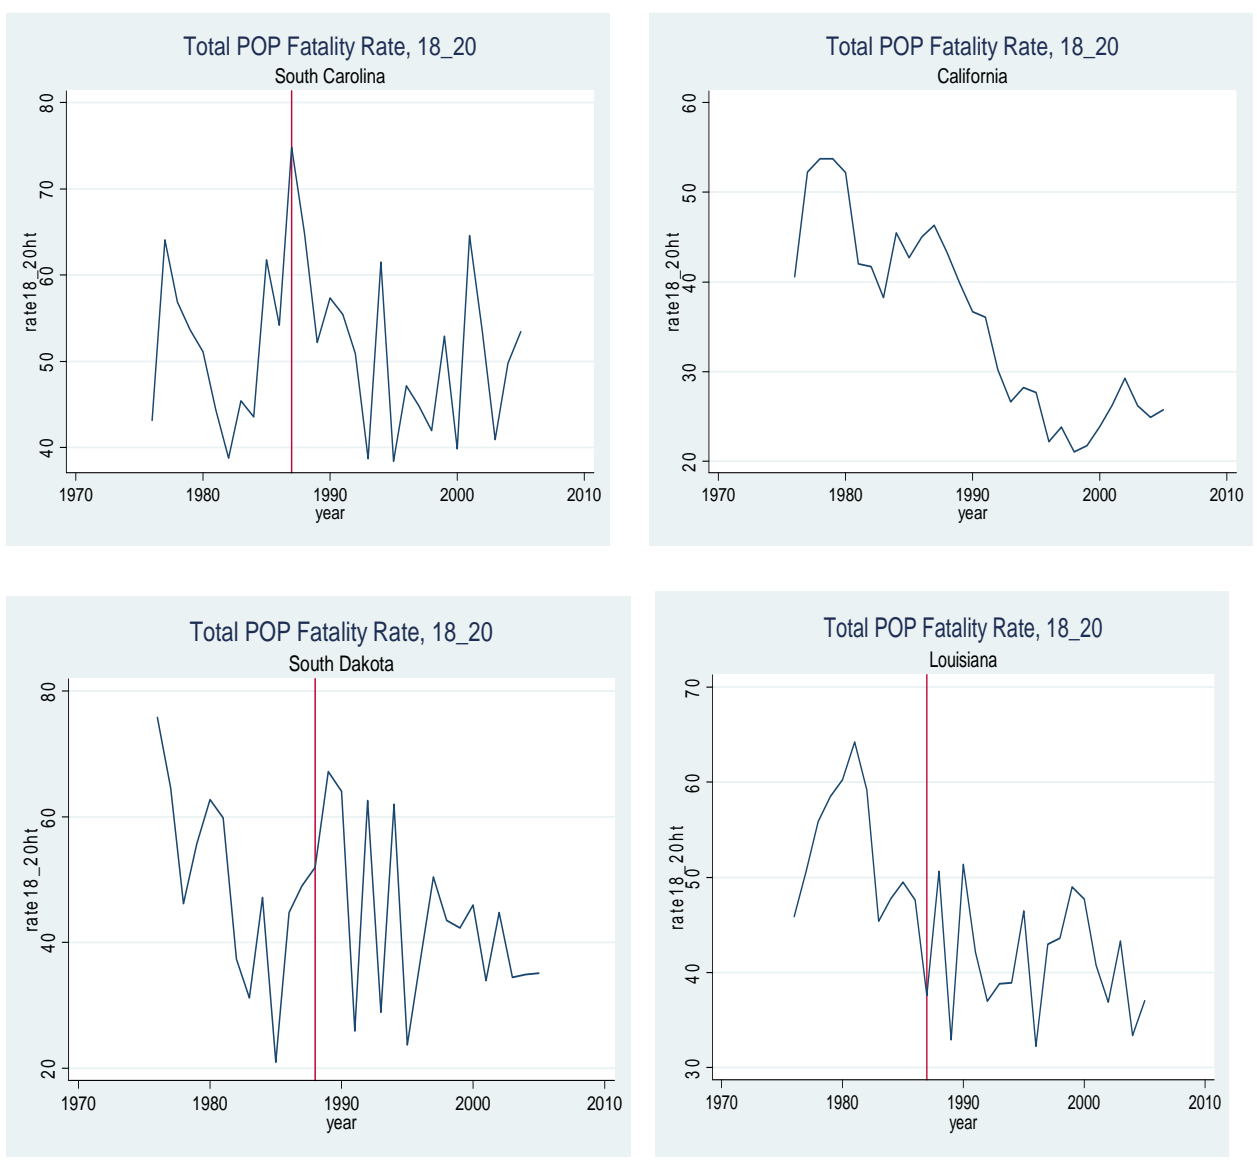 Total POP Fatality Rate, 18_20
South Carolina
rate18_20ht
80
70
60
50
40
1970 1980 1990 2000 2010
year
Total POP Fatality Rate, 18_20
California
rate18_20ht
60
50
40
30
20
1970 1980 1990 2000 2010
year
Total POP Fatality Rate, 18_20
South Dakota
rate18_20ht
80
60
40
20
1970 1980 1990 2000 2010
year
Total POP Fatality Rate, 18_20
Louisiana
rate18_20ht
70
60
50
40
30
1970 1980 1990 2000 2010
year